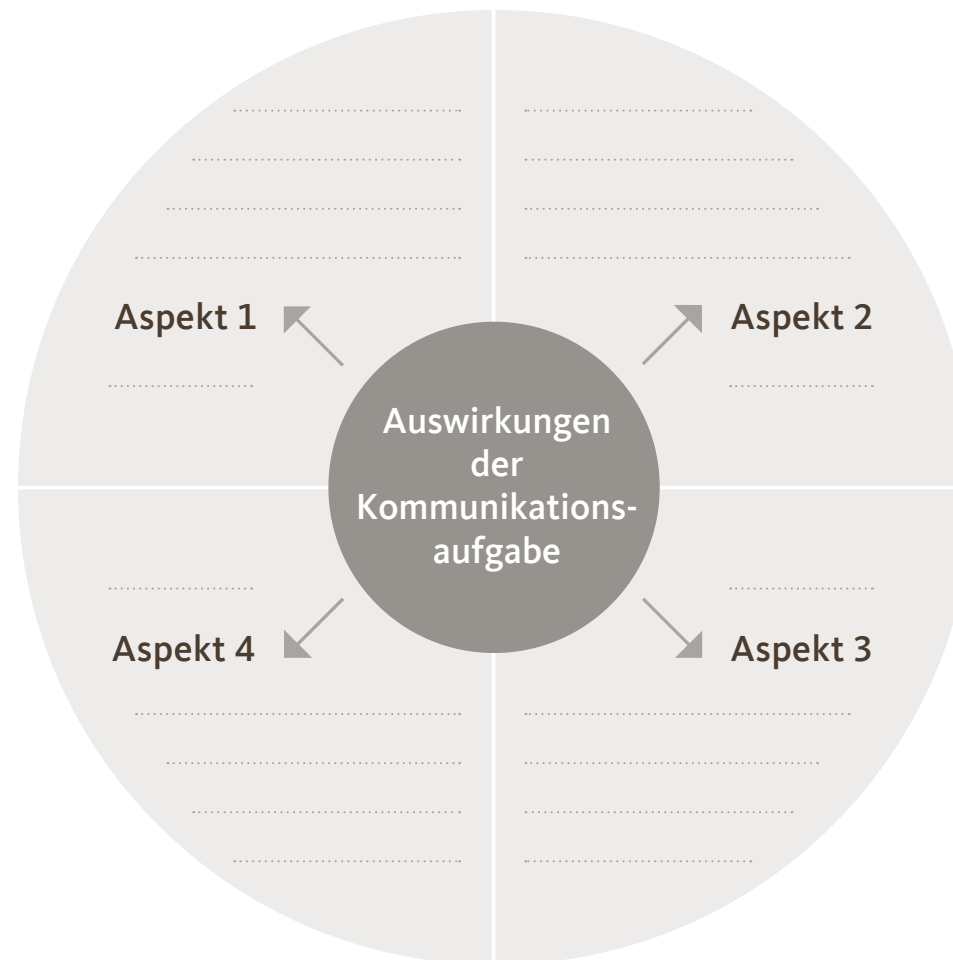 Aspekt 1
Aspekt 2
Auswirkungen
der
Kommunikations-
aufgabe
Aspekt 4
Aspekt 3